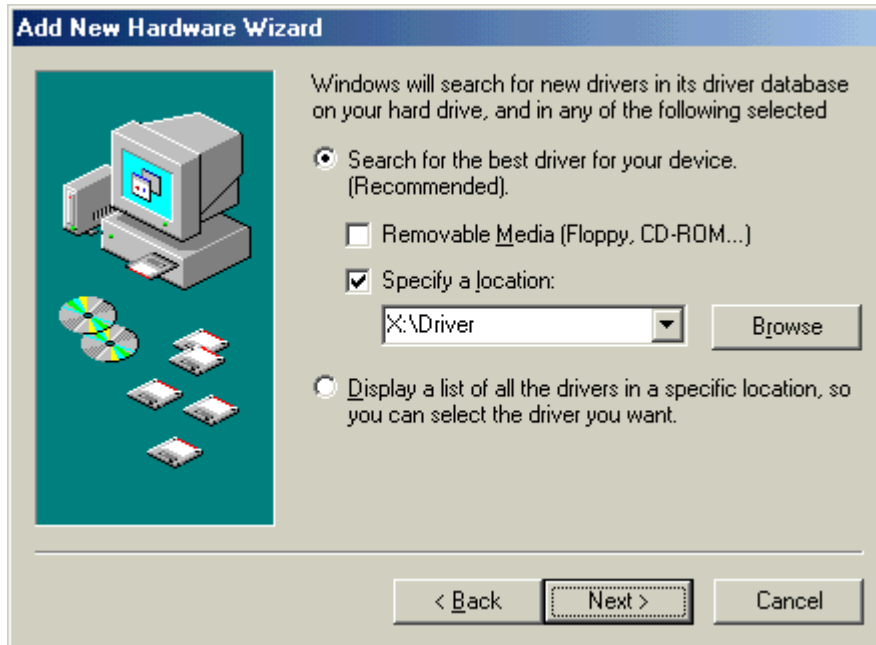 Add New Hardware Wizard
Windows will search for new drivers in its driver database
on your hard drive, and in any of the following selected
Search for the best driver for your device.
(Recommended).
Removable Media (Floppy, CD-ROM...)
Specify a location:
X:\Driver
Browse
Display a list of all the drivers in a specific location, so
you can select the driver you want.
< Back
Next >
Cancel